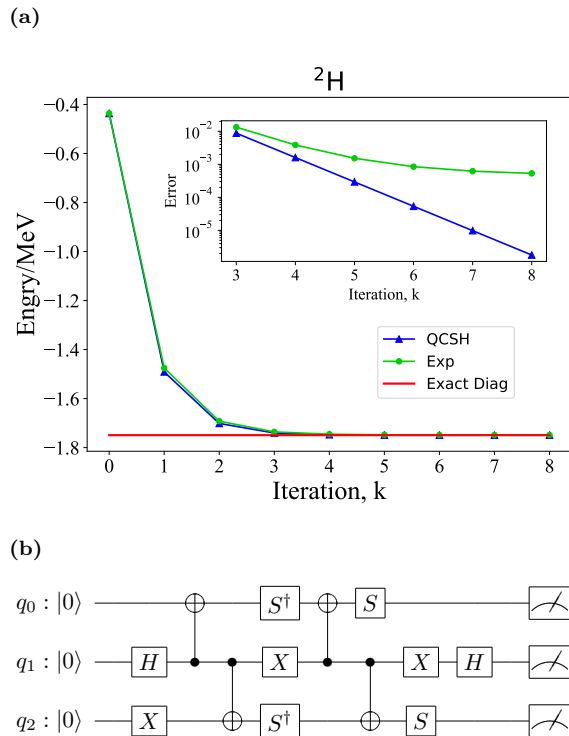 (a)
²H
Engry/MeV
−0.4
−0.6
−0.8
−1.0
−1.2
−1.4
−1.6
−1.8
0 1 2 3 4 5 6 7 8
Iteration, k
Error
10⁻²
10⁻³
10⁻⁴
10⁻⁵
3 4 5 6 7 8
Iteration, k
QCSH
Exp
Exact Diag
(b)
q₀ : |0⟩ S† S
q₁ : |0⟩ H X X H
q₂ : |0⟩ X S† S